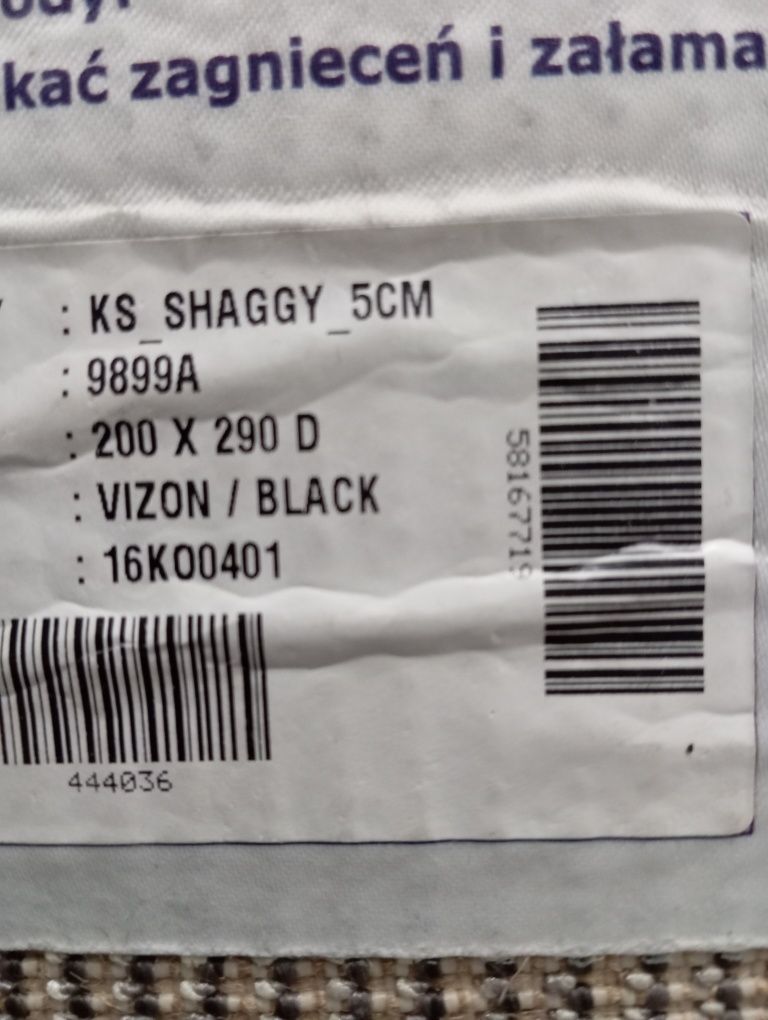 kać zagnieceń i załama
: KS_SHAGGY_5CM
: 9899A
: 200 X 290 D
: VIZON / BLACK
: 16KO0401
58167719
444036